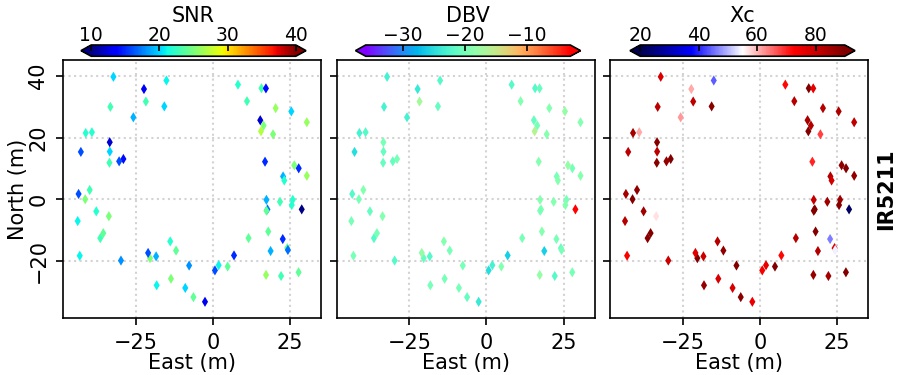 SNR DBV Xc
10 20 30 40 −30 −20 −10 20 40 60 80
40
20
0
−20
North (m)
−25 0 25 −25 0 25 −25 0 25
East (m) East (m) East (m)
IR5211